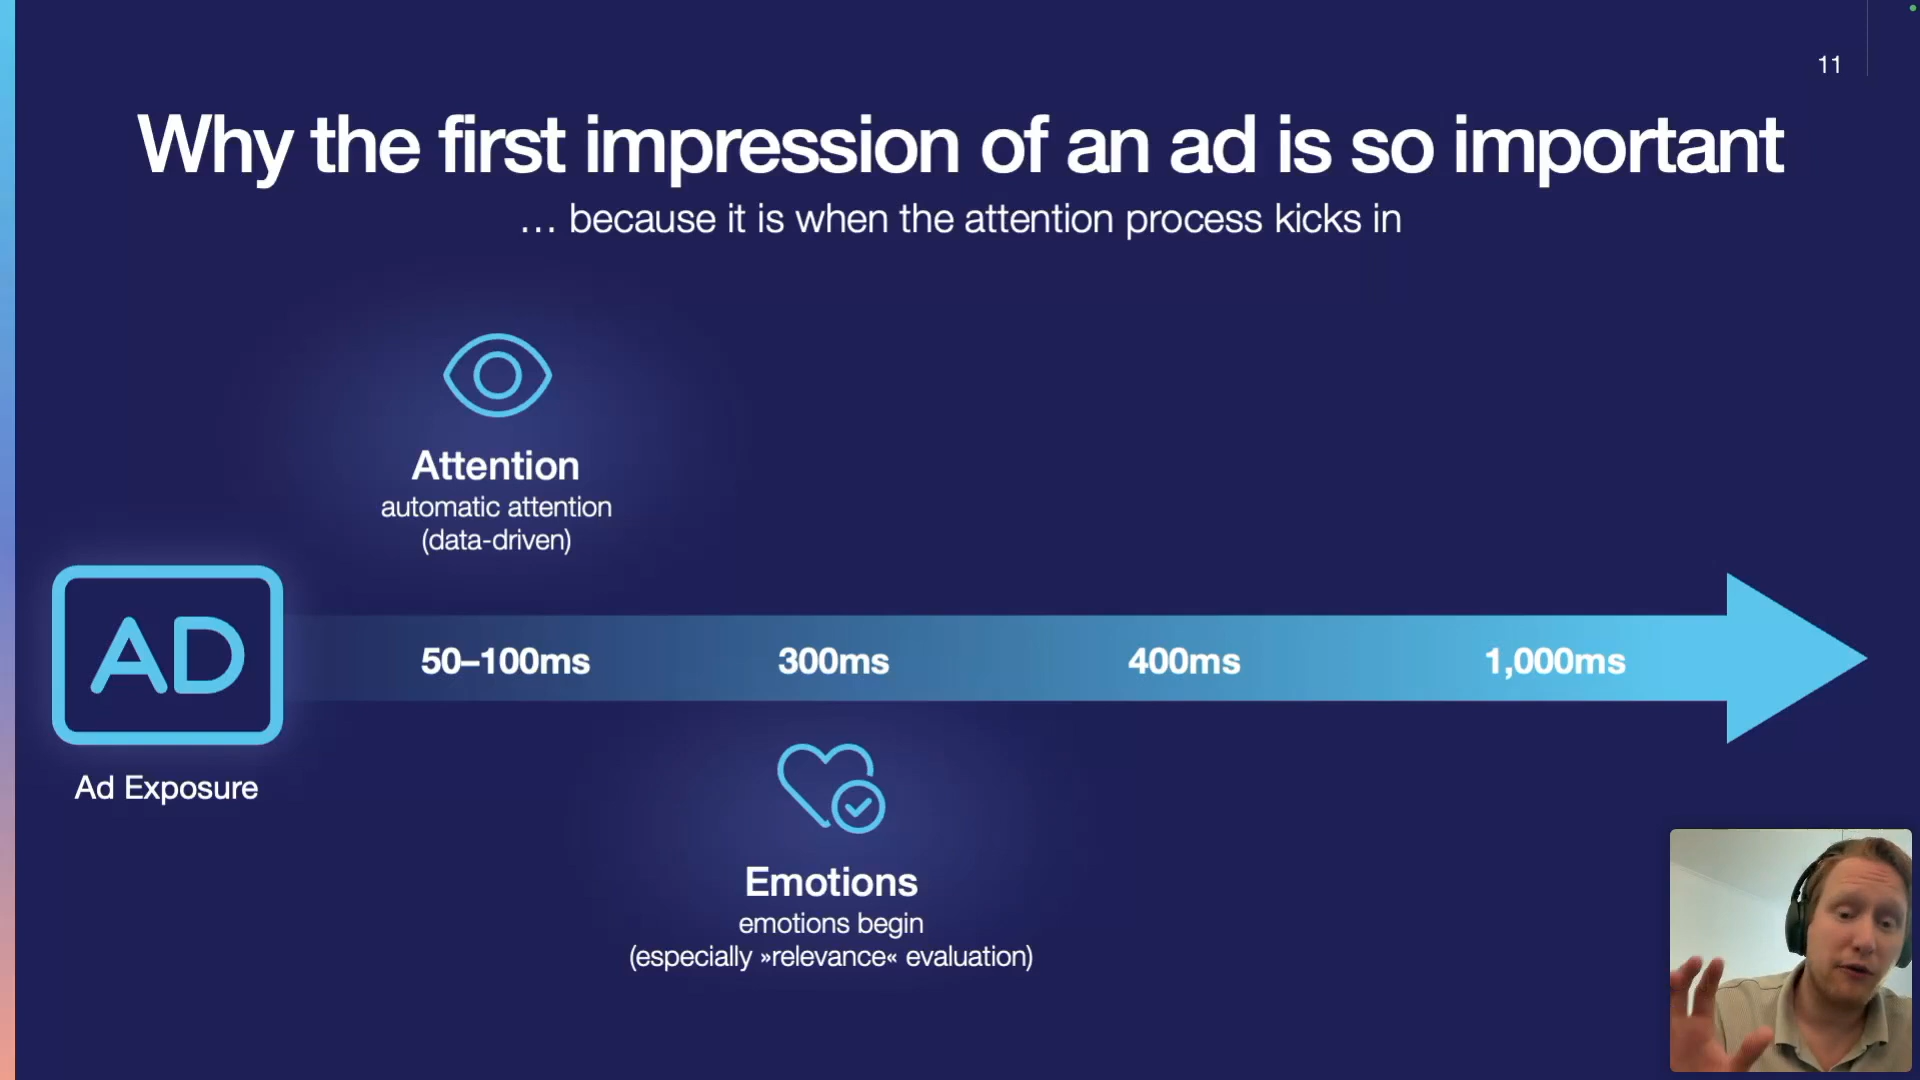 11
Why the first impression of an ad is so important
… because it is when the attention process kicks in
Attention
automatic attention
(data-driven)
AD
50–100ms
300ms
400ms
1,000ms
Ad Exposure
Emotions
emotions begin
(especially »relevance« evaluation)